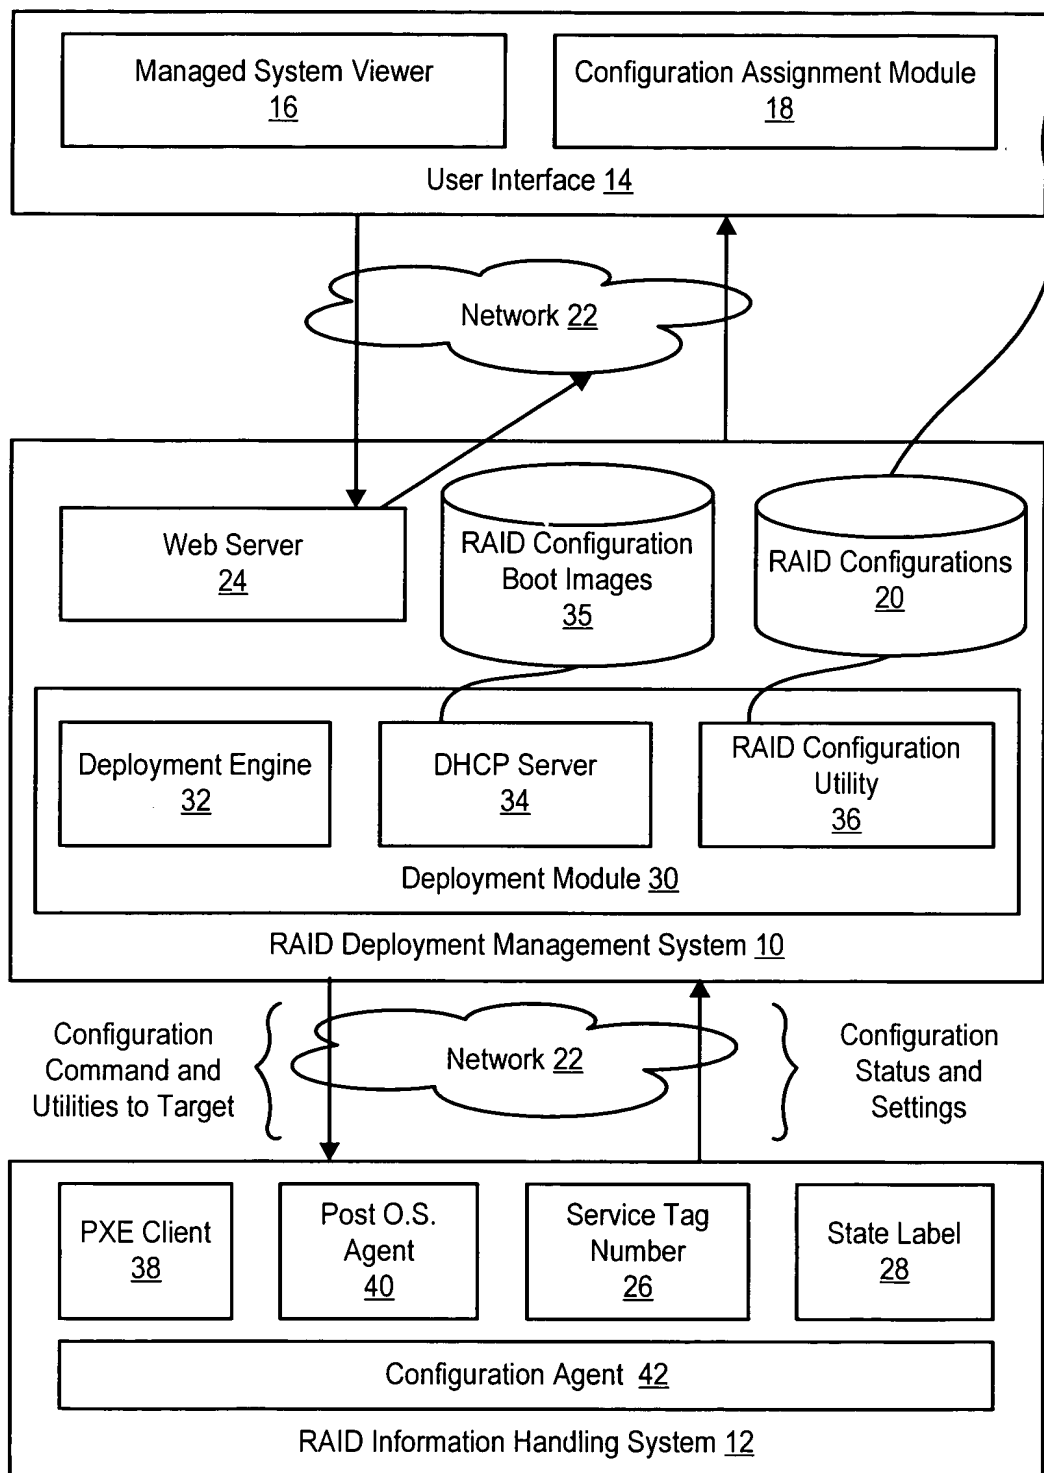 Managed System Viewer
16
Configuration Assignment Module
18
User Interface 14
Network 22
Web Server
24
RAID Configuration
Boot Images
35
RAID Configurations
20
Deployment Engine
32
DHCP Server
34
RAID Configuration
Utility
36
Deployment Module 30
RAID Deployment Management System 10
Configuration
Command and
Utilities to Target
Network 22
Configuration
Status and
Settings
PXE Client
38
Post O.S.
Agent
40
Service Tag
Number
26
State Label
28
Configuration Agent 42
RAID Information Handling System 12